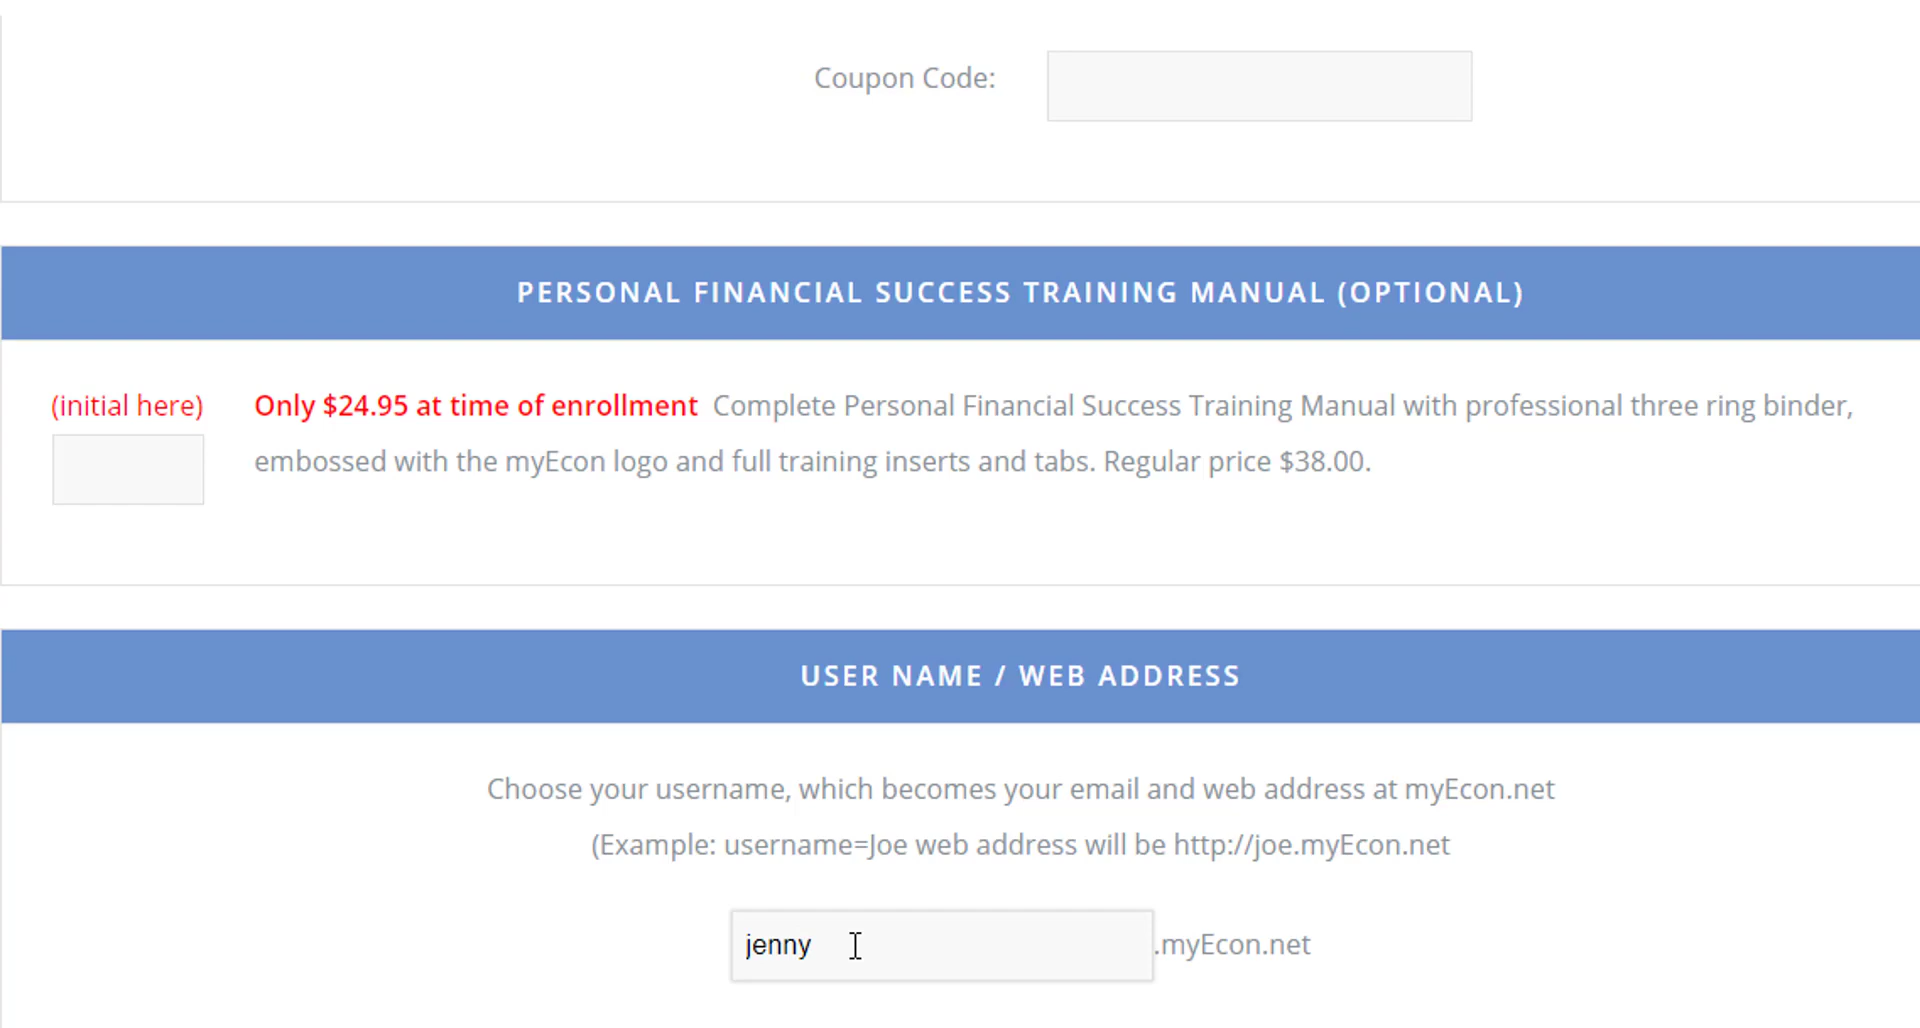 Coupon Code:
PERSONAL FINANCIAL SUCCESS TRAINING MANUAL (OPTIONAL)
(initial here) Only $24.95 at time of enrollment Complete Personal Financial Success Training Manual with professional three ring binder,
embossed with the myEcon logo and full training inserts and tabs. Regular price $38.00.
USER NAME / WEB ADDRESS
Choose your username, which becomes your email and web address at myEcon.net
(Example: username=Joe web address will be http://joe.myEcon.net
jenny .myEcon.net